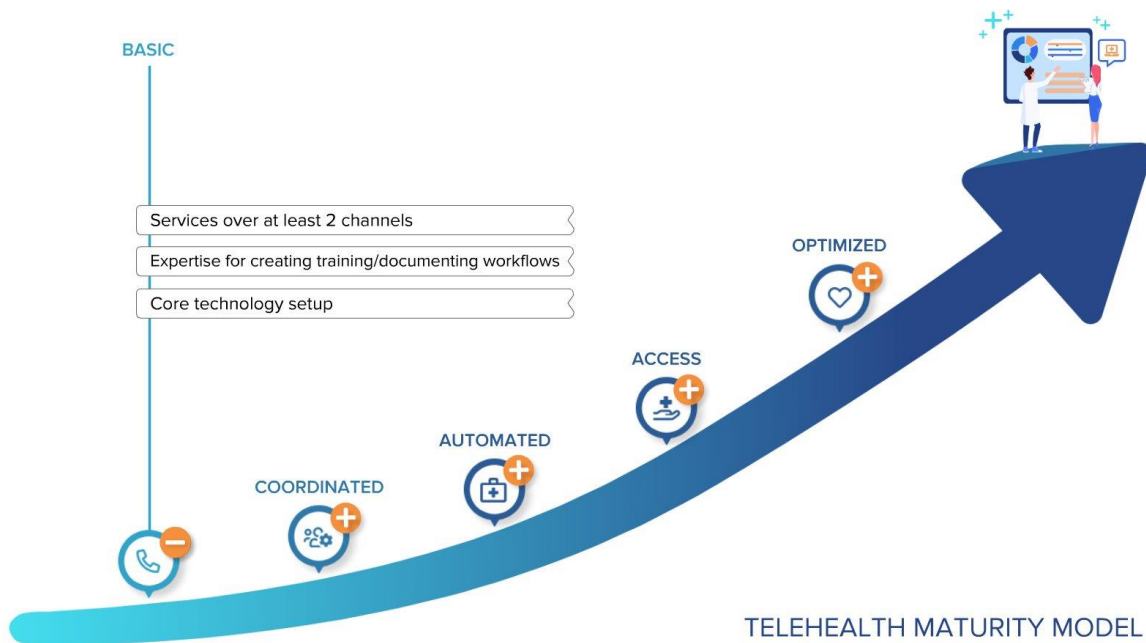 BASIC
Services over at least 2 channels
Expertise for creating training/documenting workflows
Core technology setup
OPTIMIZED
ACCESS
AUTOMATED
COORDINATED
TELEHEALTH MATURITY MODEL